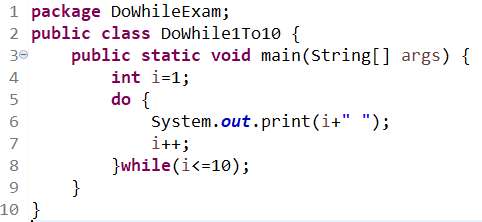 1 package DoWhileExam;
2 public class DoWhile1To10 {
3     public static void main(String[] args) {
4         int i=1;
5         do {
6             System.out.print(i+" ");
7             i++;
8         }while(i<=10);
9     }
10 }